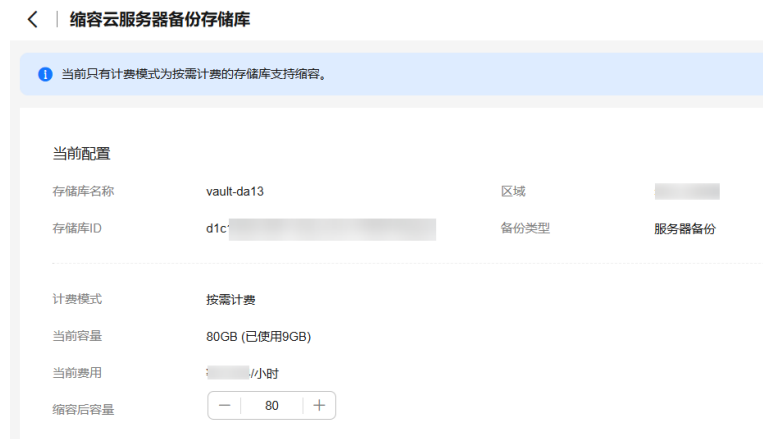 缩容云服务器备份存储库
当前只有计费模式为按需计费的存储库支持缩容。
当前配置
存储库名称 vault-da13 区域
存储库ID d1c 备份类型 服务器备份
计费模式 按需计费
当前容量 80GB (已使用9GB)
当前费用 /小时
缩容后容量 − 80 +